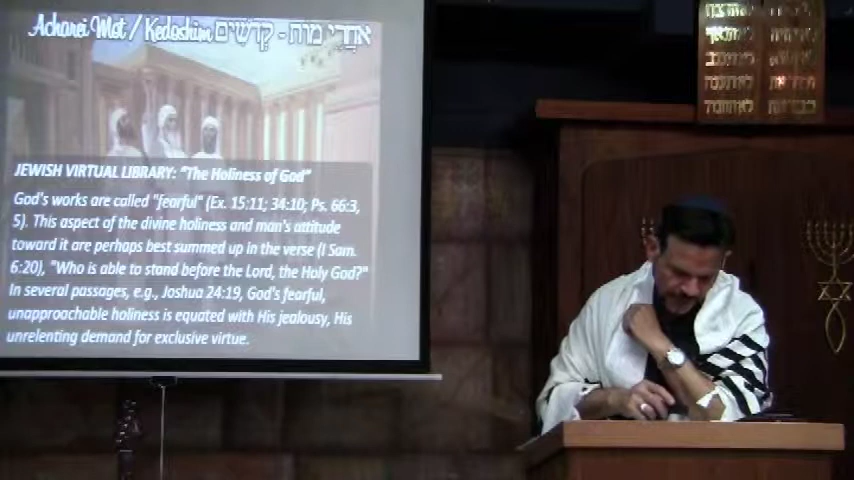 Acharei Mot / Kedoshim אַחֲרֵי מוֹת - קְדֹשִׁים
JEWISH VIRTUAL LIBRARY: "The Holiness of God"
God's works are called "fearful" (Ex. 15:11; 34:10; Ps. 66:3,
5). This aspect of the divine holiness and man's attitude
toward it are perhaps best summed up in the verse (I Sam.
6:20), "Who is able to stand before the Lord, the Holy God?"
In several passages, e.g., Joshua 24:19, God's fearful,
unapproachable holiness is equated with His jealousy, His
unrelenting demand for exclusive virtue.